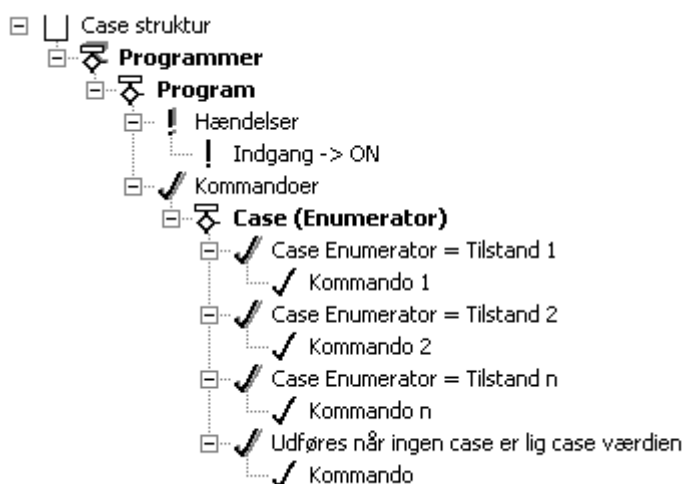 Case struktur
Programmer
Program
Hændelser
Indgang -> ON
Kommandoer
Case (Enumerator)
Case Enumerator = Tilstand 1
Kommando 1
Case Enumerator = Tilstand 2
Kommando 2
Case Enumerator = Tilstand n
Kommando n
Udføres når ingen case er lig case værdien
Kommando